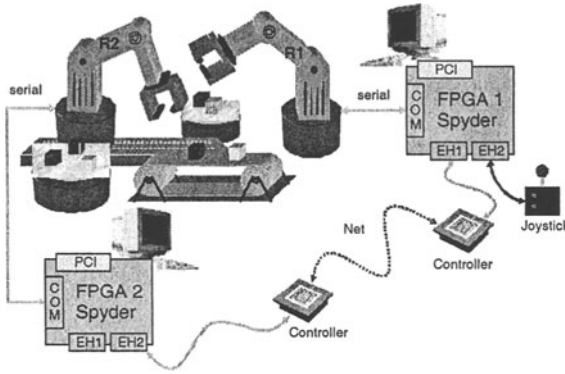 R2
R1
serial
serial
PCI
COM
FPGA 1
Spyder
EH1
EH2
Joystick
Net
Controller
PCI
COM
FPGA 2
Spyder
EH1
EH2
Controller